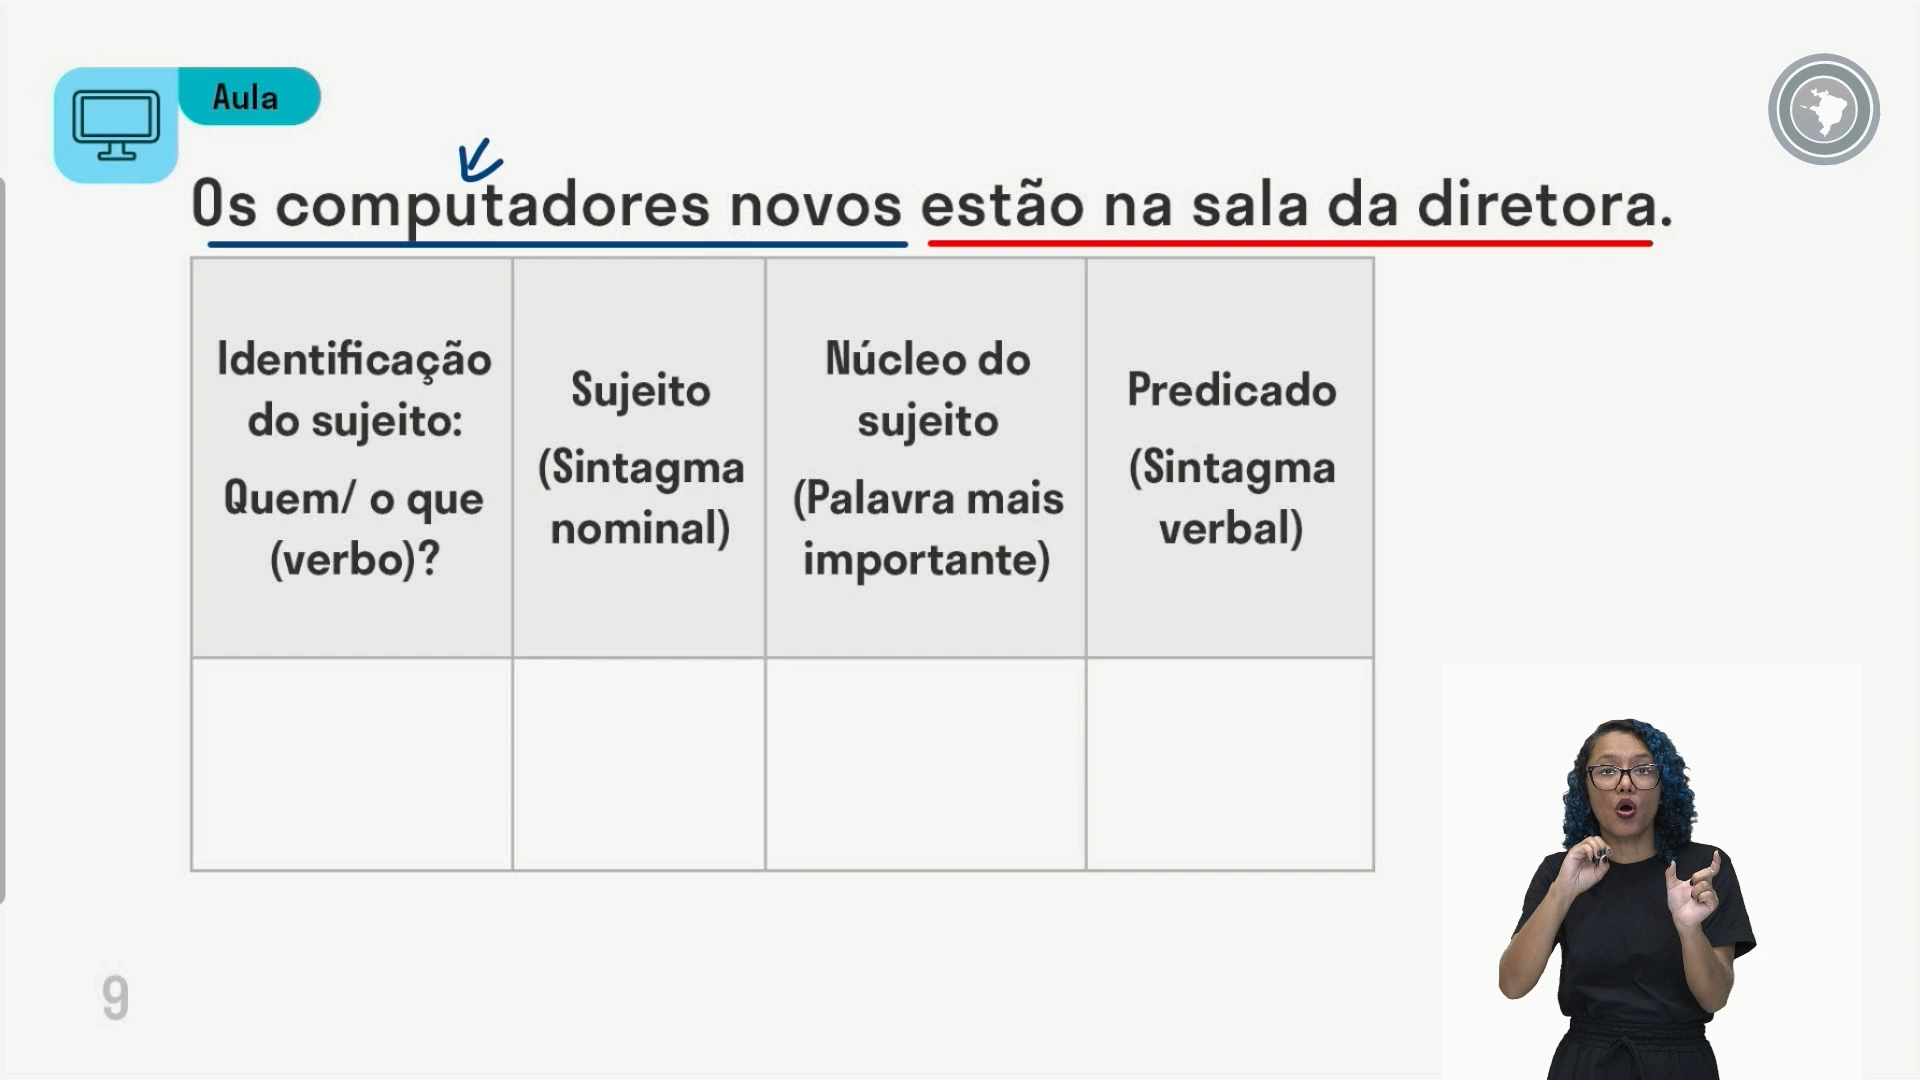 Aula
Os computadores novos estão na sala da diretora.
Identificação
do sujeito:
Quem/ o que
(verbo)?
Sujeito
(Sintagma
nominal)
Núcleo do
sujeito
(Palavra mais
importante)
Predicado
(Sintagma
verbal)
9